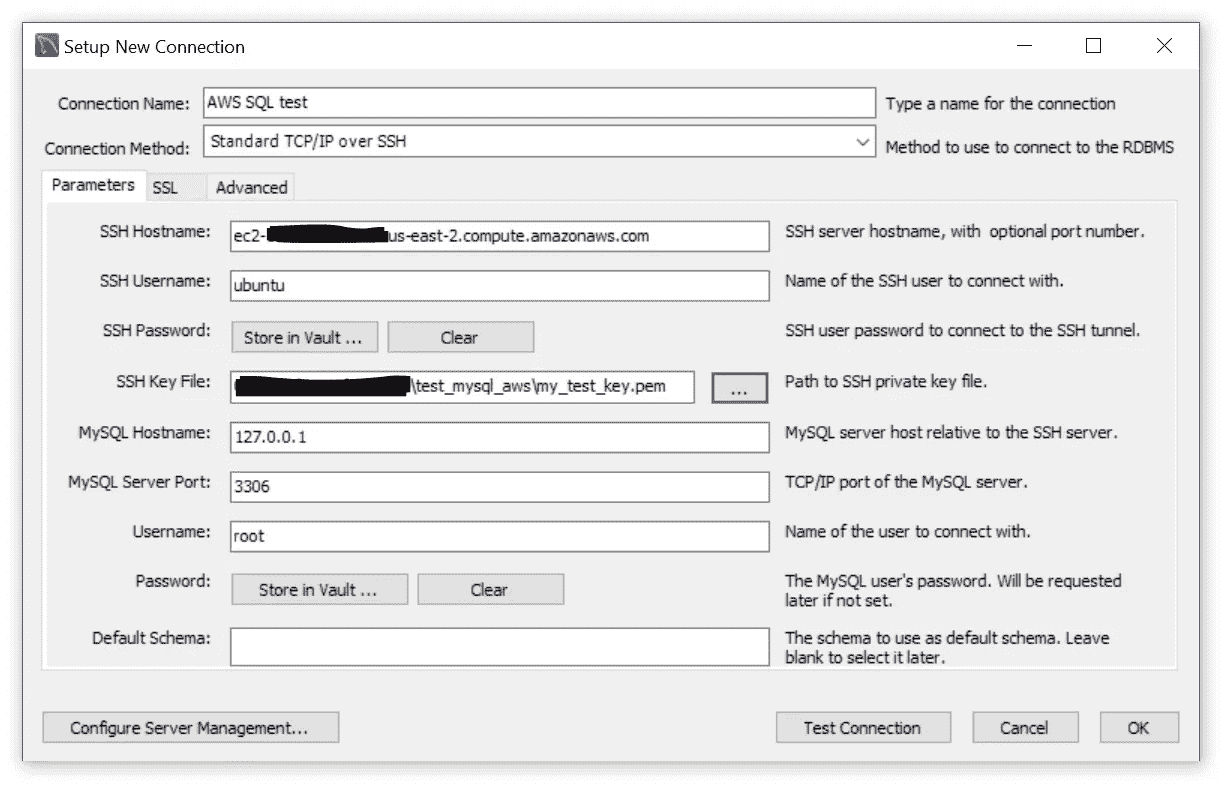 Setup New Connection
Connection Name: AWS SQL test Type a name for the connection
Connection Method: Standard TCP/IP over SSH Method to use to connect to the RDBMS
Parameters SSL Advanced
SSH Hostname: ec2- us-east-2.compute.amazonaws.com SSH server hostname, with optional port number.
SSH Username: ubuntu Name of the SSH user to connect with.
SSH Password: Store in Vault ... Clear SSH user password to connect to the SSH tunnel.
SSH Key File: \test_mysql_aws\my_test_key.pem ... Path to SSH private key file.
MySQL Hostname: 127.0.0.1 MySQL server host relative to the SSH server.
MySQL Server Port: 3306 TCP/IP port of the MySQL server.
Username: root Name of the user to connect with.
Password: Store in Vault ... Clear The MySQL user's password. Will be requested
later if not set.
Default Schema: The schema to use as default schema. Leave
blank to select it later.
Configure Server Management... Test Connection Cancel OK